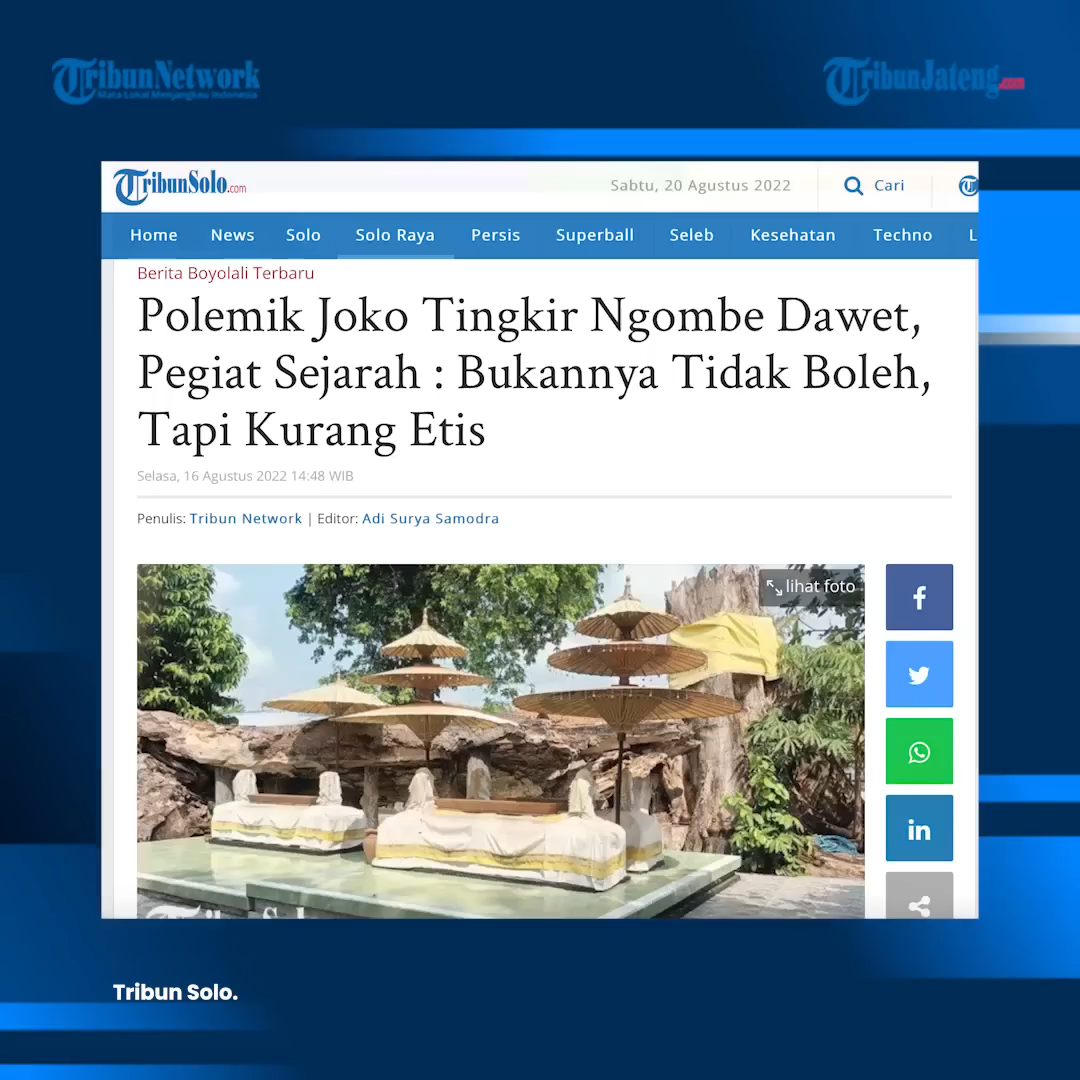 TribunNetwork
Mata Lokal Menjangkau Indonesia
TribunJateng.com
TribunSolo.com
Sabtu, 20 Agustus 2022
Cari
Home News Solo Solo Raya Persis Superball Seleb Kesehatan Techno L
Berita Boyolali Terbaru
Polemik Joko Tingkir Ngombe Dawet,
Pegiat Sejarah : Bukannya Tidak Boleh,
Tapi Kurang Etis
Selasa, 16 Agustus 2022 14:48 WIB
Penulis: Tribun Network | Editor: Adi Surya Samodra
lihat foto
Tribun Solo
Tribun Solo.